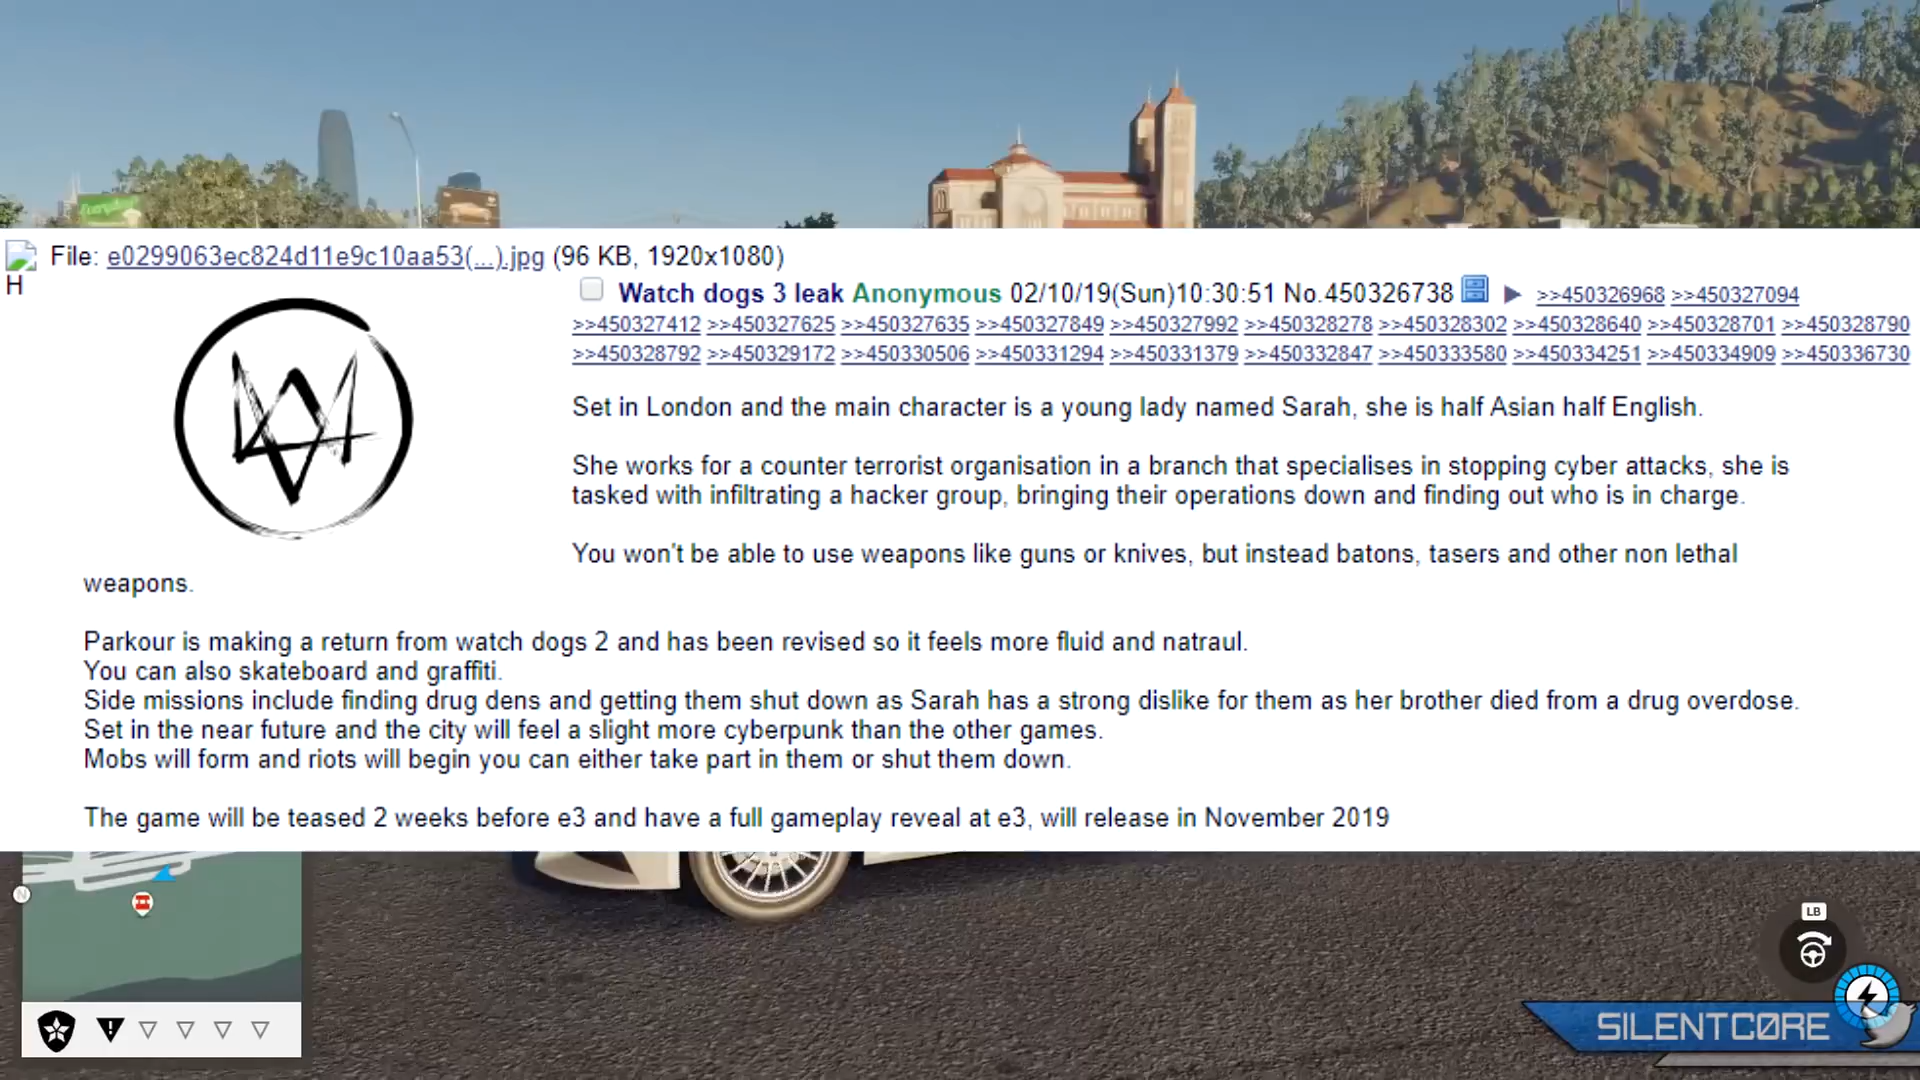 File: e0299063ec824d11e9c10aa53(...).jpg (96 KB, 1920x1080)
H
Watch dogs 3 leak Anonymous 02/10/19(Sun)10:30:51 No.450326738 ▶ >>450326968 >>450327094
>>450327412 >>450327625 >>450327635 >>450327849 >>450327992 >>450328278 >>450328302 >>450328640 >>450328701 >>450328790
>>450328792 >>450329172 >>450330506 >>450331294 >>450331379 >>450332847 >>450333580 >>450334251 >>450334909 >>450336730
Set in London and the main character is a young lady named Sarah, she is half Asian half English.
She works for a counter terrorist organisation in a branch that specialises in stopping cyber attacks, she is
tasked with infiltrating a hacker group, bringing their operations down and finding out who is in charge.
You won't be able to use weapons like guns or knives, but instead batons, tasers and other non lethal
weapons.
Parkour is making a return from watch dogs 2 and has been revised so it feels more fluid and natraul.
You can also skateboard and graffiti.
Side missions include finding drug dens and getting them shut down as Sarah has a strong dislike for them as her brother died from a drug overdose.
Set in the near future and the city will feel a slight more cyberpunk than the other games.
Mobs will form and riots will begin you can either take part in them or shut them down.
The game will be teased 2 weeks before e3 and have a full gameplay reveal at e3, will release in November 2019
N
LB
SILENTCØRE